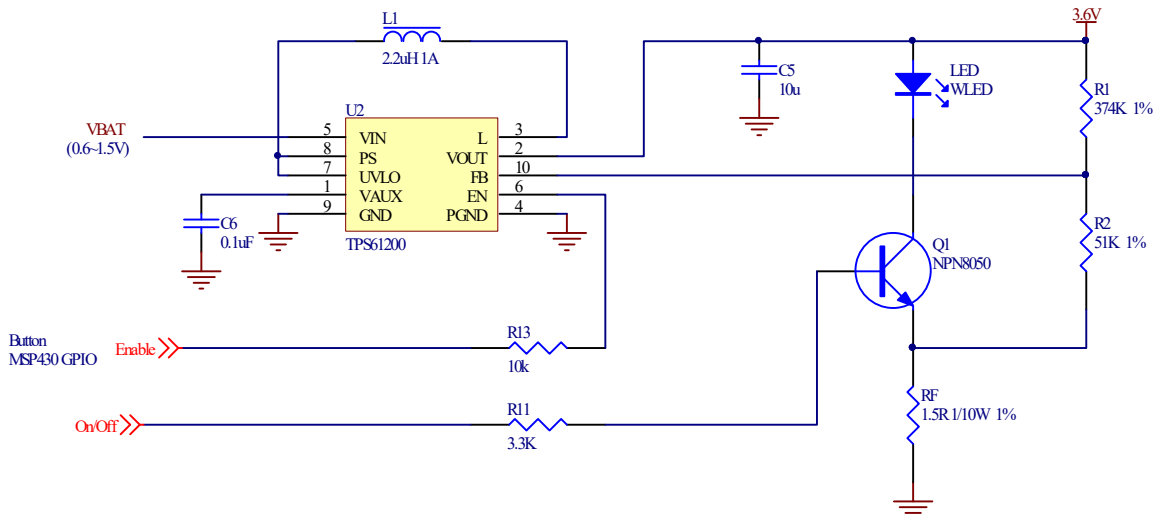 L1
2.2uH 1A
3.6V
C5
10u
LED
WLED
R1
374K 1%
U2
VBAT
(0.6~1.5V)
5 VIN L 3
8 PS VOUT 2
7 UVLO FB 10
1 VAUX EN 6
9 GND PGND 4
TPS61200
C6
0.1uF
R2
51K 1%
Q1
NPN8050
Button
MSP430 GPIO
Enable
R13
10k
On/Off
R11
3.3K
RF
1.5R 1/10W 1%